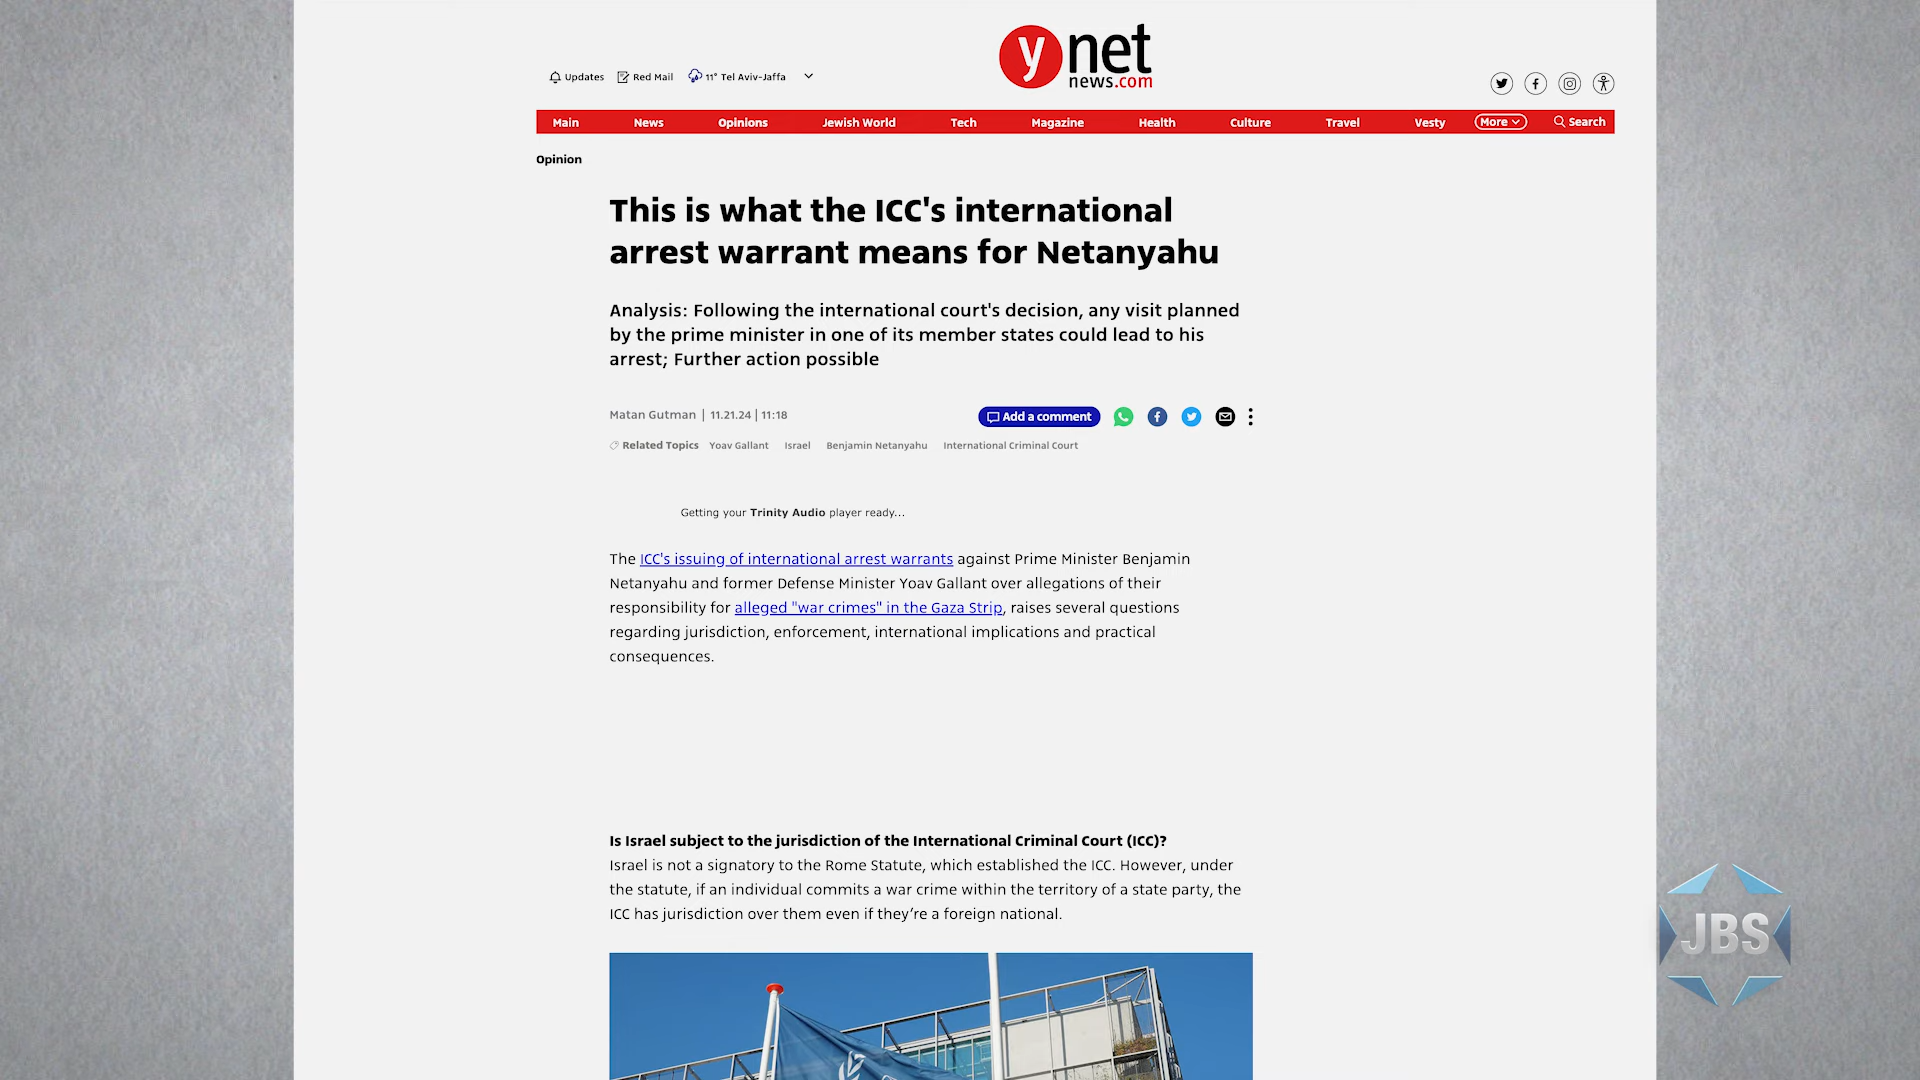 Updates Red Mail 11° Tel Aviv-Jaffa
ynet
news.com
Main News Opinions Jewish World Tech Magazine Health Culture Travel Vesty More Search
Opinion
This is what the ICC's international
arrest warrant means for Netanyahu
Analysis: Following the international court's decision, any visit planned
by the prime minister in one of its member states could lead to his
arrest; Further action possible
Matan Gutman | 11.21.24 | 11:18
Add a comment
Related Topics Yoav Gallant Israel Benjamin Netanyahu International Criminal Court
Getting your Trinity Audio player ready...
The ICC's issuing of international arrest warrants against Prime Minister Benjamin
Netanyahu and former Defense Minister Yoav Gallant over allegations of their
responsibility for alleged "war crimes" in the Gaza Strip, raises several questions
regarding jurisdiction, enforcement, international implications and practical
consequences.
Is Israel subject to the jurisdiction of the International Criminal Court (ICC)?
Israel is not a signatory to the Rome Statute, which established the ICC. However, under
the statute, if an individual commits a war crime within the territory of a state party, the
ICC has jurisdiction over them even if they’re a foreign national.
JBS